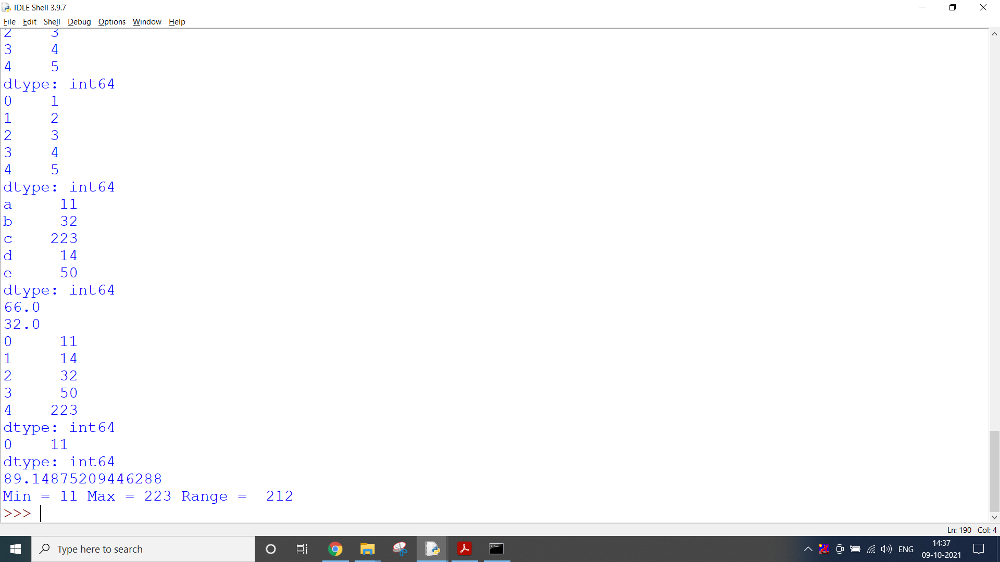 IDLE Shell 3.9.7
File Edit Shell Debug Options Window Help
2     3
3     4
4     5
dtype: int64
0     1
1     2
2     3
3     4
4     5
dtype: int64
a      11
b      32
c     223
d      14
e      50
dtype: int64
66.0
32.0
0      11
1      14
2      32
3      50
4     223
dtype: int64
0     11
dtype: int64
89.14875209446288
Min = 11 Max = 223 Range =  212
>>>
Ln: 190 Col: 4
Type here to search
ENG
14:37
09-10-2021